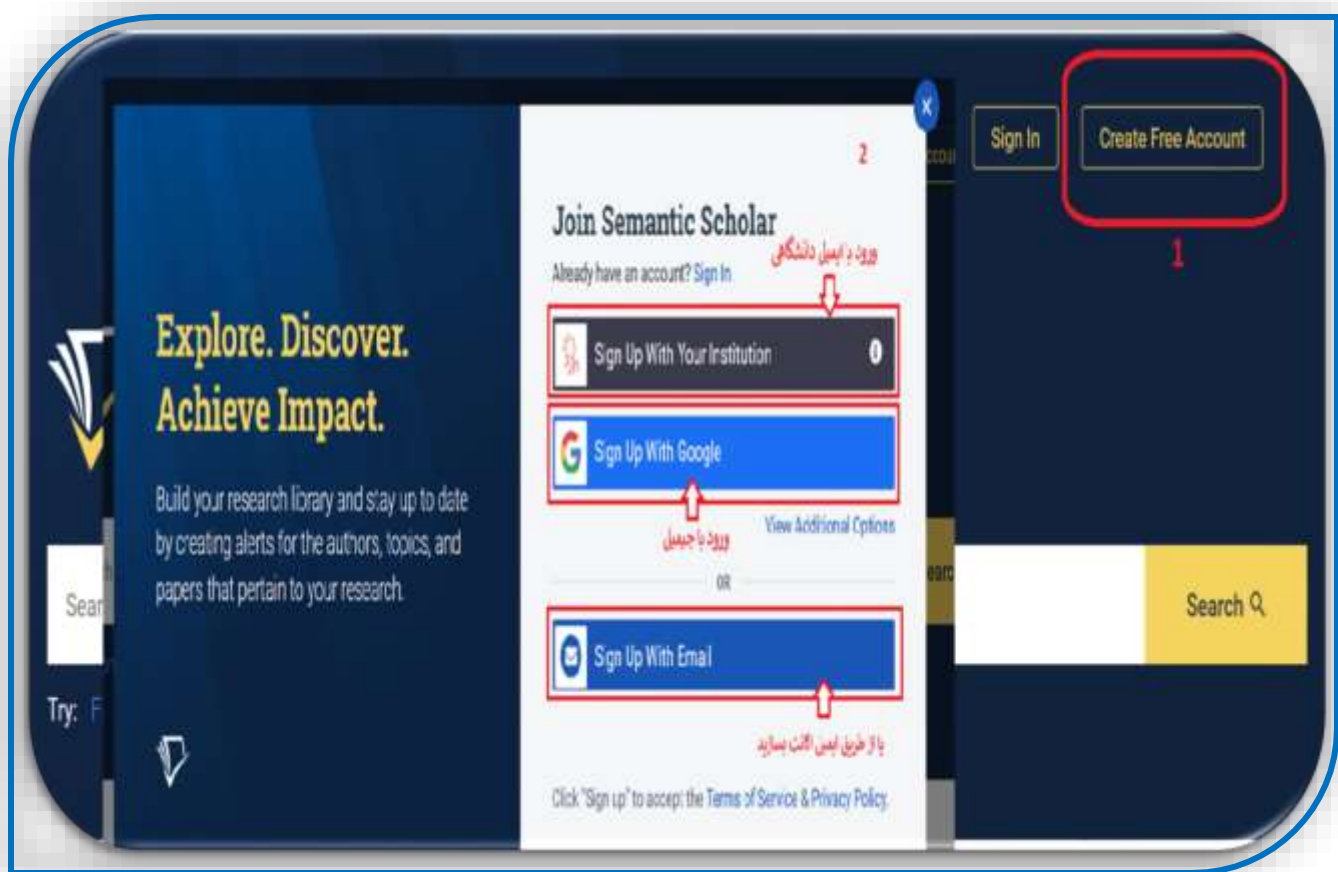 Sign In
Create Free Account
1
2
Join Semantic Scholar
Already have an account? Sign In
ورود با ایمیل دانشگاهی
Sign Up With Your Institution
Sign Up With Google
View Additional Options
ورود با جیمیل
OR
Sign Up With Email
یا از طریق ایمیل اکانت بسازید
Click "Sign up" to accept the Terms of Service & Privacy Policy.
Explore. Discover.
Achieve Impact.
Build your research library and stay up to date
by creating alerts for the authors, topics, and
papers that pertain to your research.
Search
Try: